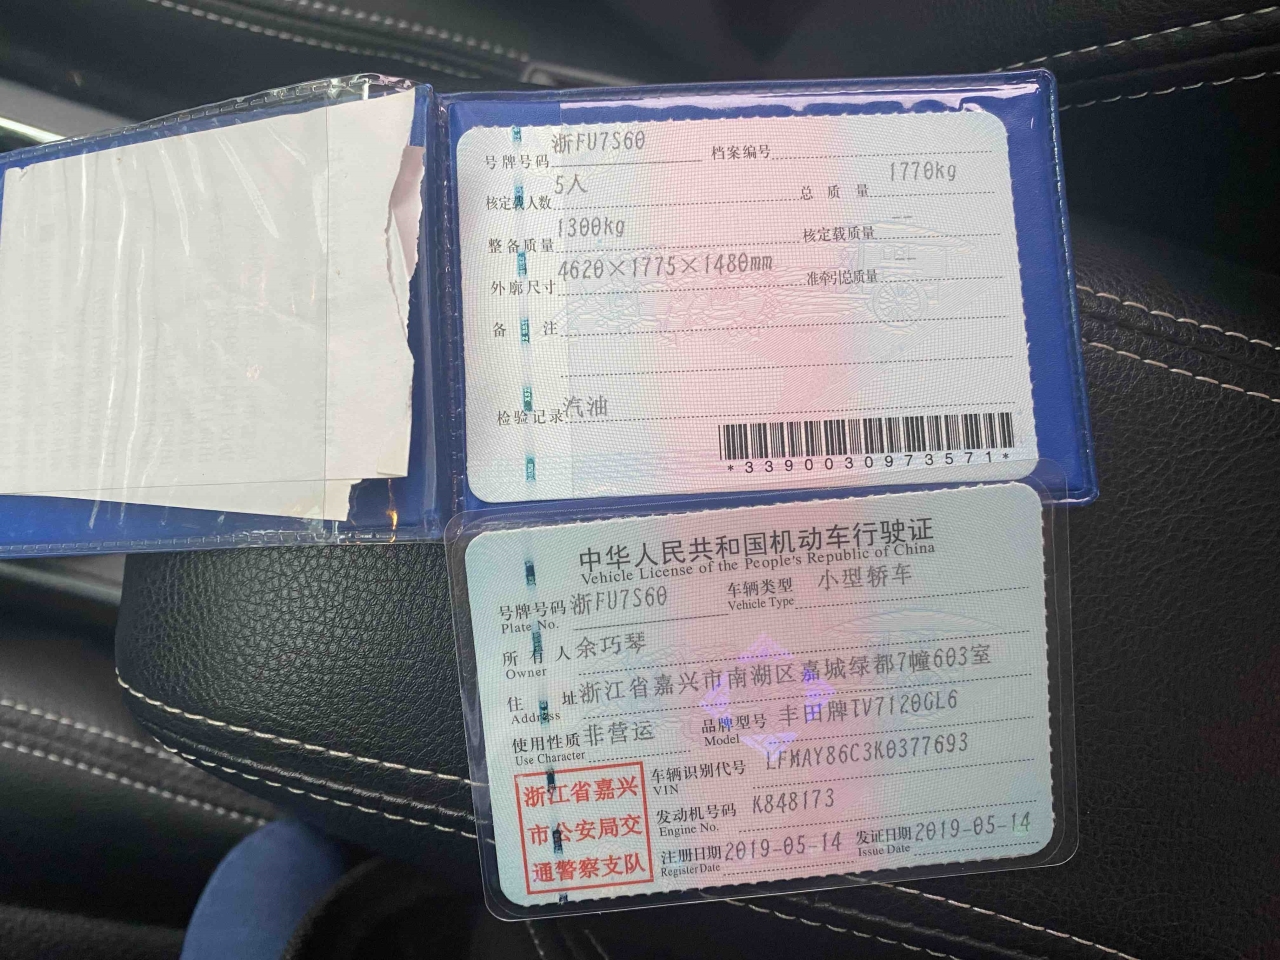 号牌号码 浙FU7S60 档案编号
核定载人数 5人 总质量 1770kg
整备质量 1300kg 核定载质量 --
外廓尺寸 4620×1775×1480mm 准牵引总质量 --
备注
检验记录 汽油
*3390030973571*
中华人民共和国机动车行驶证
Vehicle License of the People's Republic of China
号牌号码 浙FU7S60 车辆类型 小型轿车
Plate No. Vehicle Type
所有人 余巧琴
Owner
住址 浙江省嘉兴市南湖区嘉城绿都7幢603室
Address
使用性质 非营运 品牌型号 丰田牌TV7120GL6
Use Character Model
车辆识别代号 LFMAY86C3K0377693
VIN
发动机号码 K848173
Engine No.
注册日期 2019-05-14 发证日期 2019-05-14
Register Date Issue Date
浙江省嘉兴
市公安局交
通警察支队